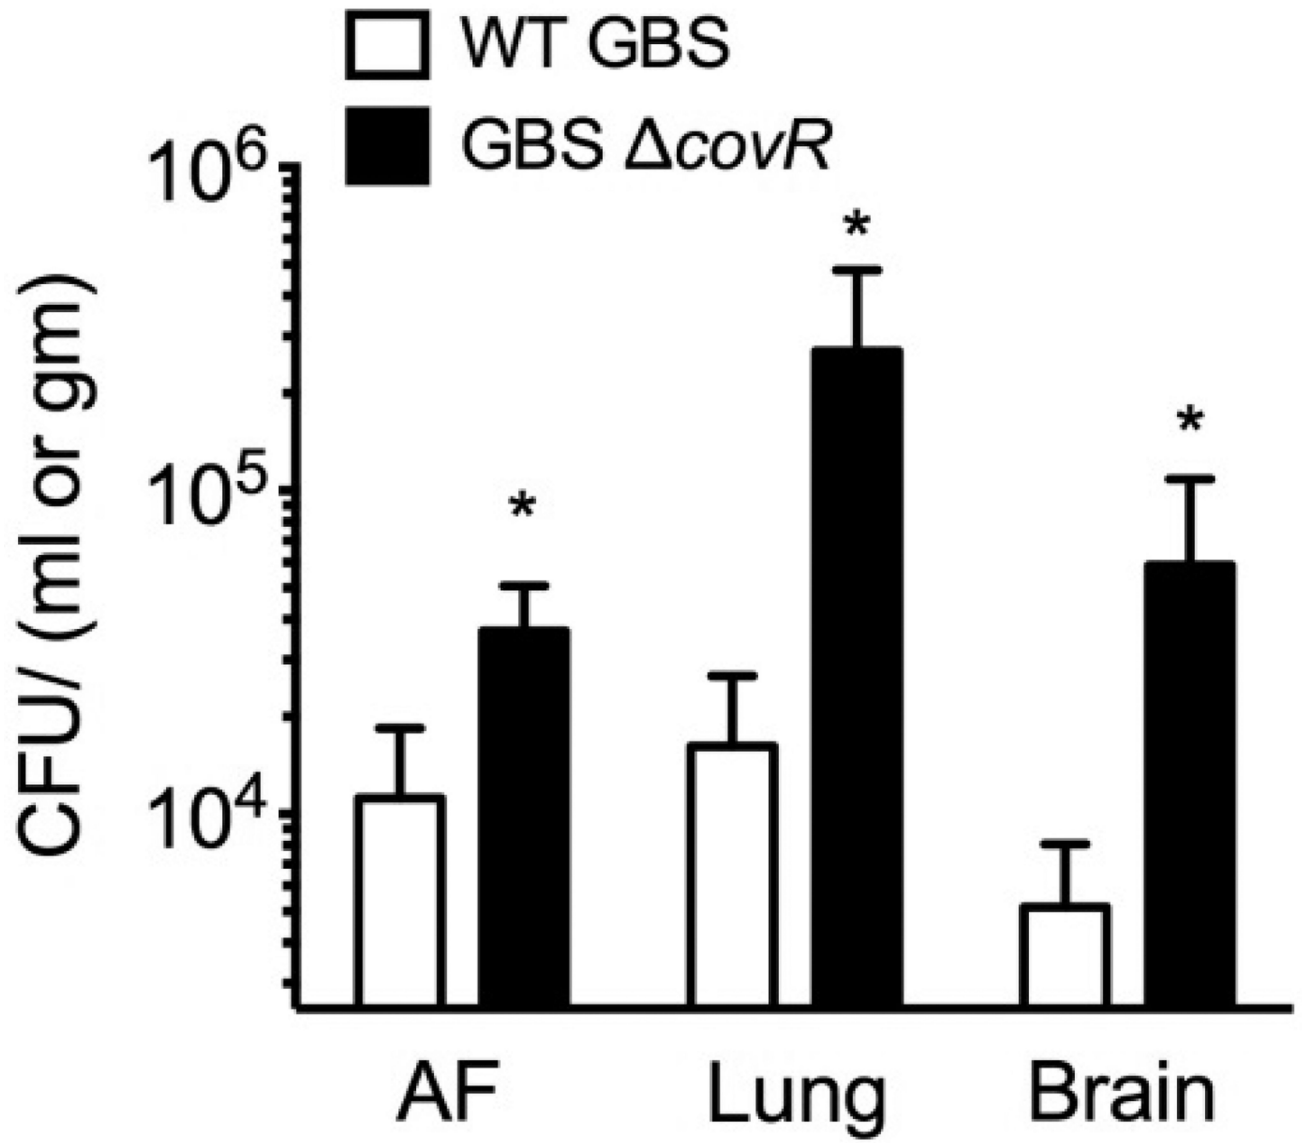 WT GBS
GBS ΔcovR
10⁶
10⁵
10⁴
CFU/ (ml or gm)
*
*
*
AF
Lung
Brain